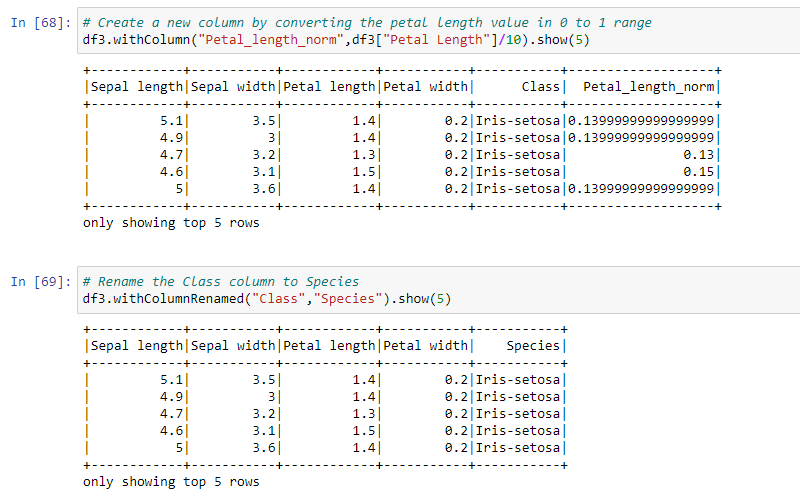 In [68]: # Create a new column by converting the petal length value in 0 to 1 range
df3.withColumn("Petal_length_norm",df3["Petal Length"]/10).show(5)
+------------+-----------+------------+-----------+-----------+-------------------+
|Sepal length|Sepal width|Petal length|Petal width|      Class|  Petal_length_norm|
+------------+-----------+------------+-----------+-----------+-------------------+
|         5.1|        3.5|         1.4|        0.2|Iris-setosa|0.13999999999999999|
|         4.9|          3|         1.4|        0.2|Iris-setosa|0.13999999999999999|
|         4.7|        3.2|         1.3|        0.2|Iris-setosa|               0.13|
|         4.6|        3.1|         1.5|        0.2|Iris-setosa|               0.15|
|           5|        3.6|         1.4|        0.2|Iris-setosa|0.13999999999999999|
+------------+-----------+------------+-----------+-----------+-------------------+
only showing top 5 rows
In [69]: # Rename the Class column to Species
df3.withColumnRenamed("Class","Species").show(5)
+------------+-----------+------------+-----------+-----------+
|Sepal length|Sepal width|Petal length|Petal width|    Species|
+------------+-----------+------------+-----------+-----------+
|         5.1|        3.5|         1.4|        0.2|Iris-setosa|
|         4.9|          3|         1.4|        0.2|Iris-setosa|
|         4.7|        3.2|         1.3|        0.2|Iris-setosa|
|         4.6|        3.1|         1.5|        0.2|Iris-setosa|
|           5|        3.6|         1.4|        0.2|Iris-setosa|
+------------+-----------+------------+-----------+-----------+
only showing top 5 rows